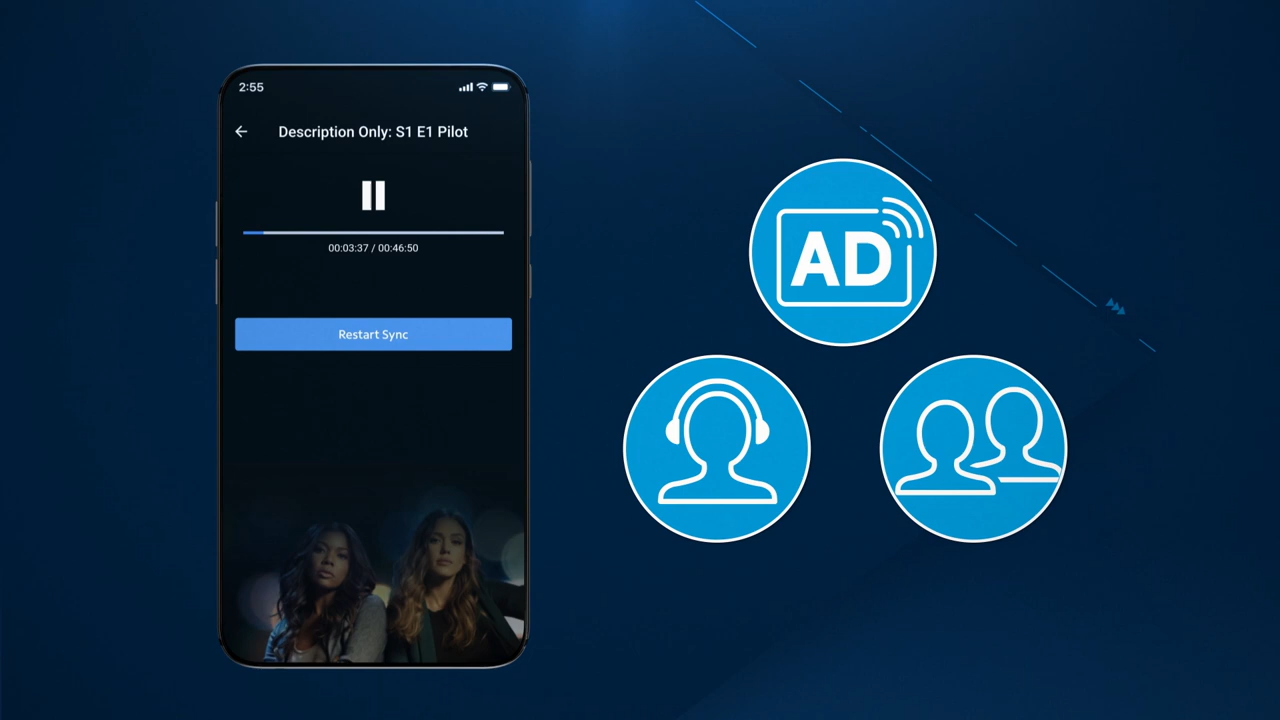 2:55
Description Only: S1 E1 Pilot
00:03:37 / 00:46:50
Restart Sync
AD